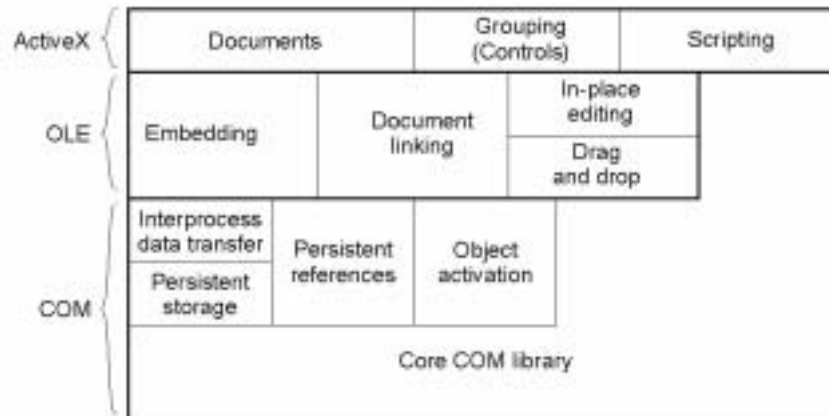 ActiveX
Documents
Grouping
(Controls)
Scripting
OLE
Embedding
Document
linking
In-place
editing
Drag
and drop
COM
Interprocess
data transfer
Persistent
storage
Persistent
references
Object
activation
Core COM library